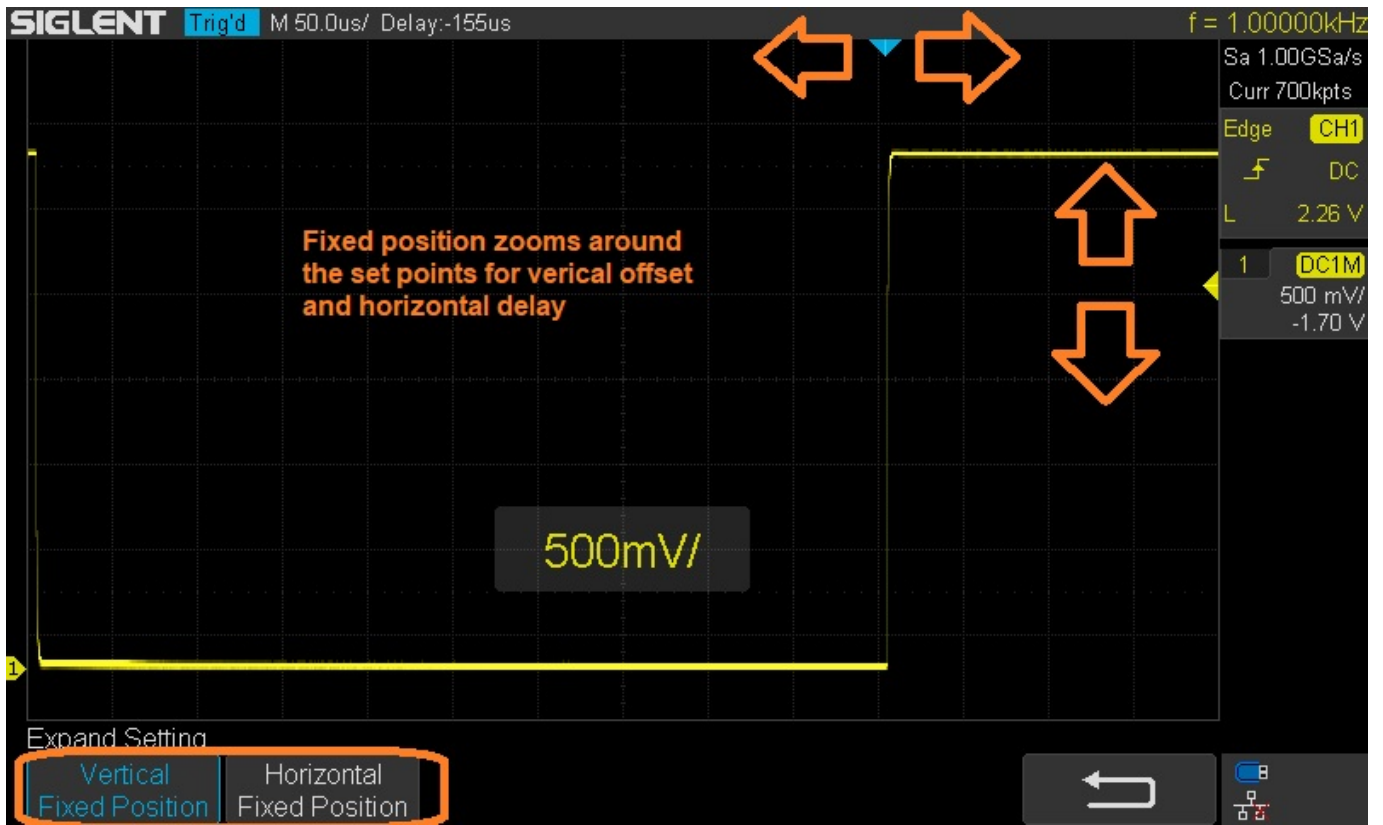 SIGLENT Trig'd M 50.0us/ Delay:-155us f = 1.00000kHz
Sa 1.00GSa/s
Curr 700kpts
Edge CH1
DC
L 2.26 V
Fixed position zooms around
the set points for verical offset
and horizontal delay
1 DC1M
500 mV/
-1.70 V
500mV/
1
Expand Setting
Vertical
Fixed Position
Horizontal
Fixed Position